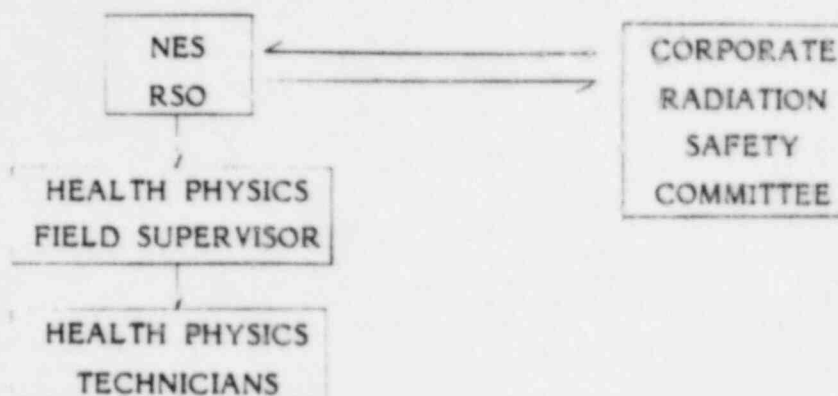 NES
RSO
CORPORATE
RADIATION
SAFETY
COMMITTEE
HEALTH PHYSICS
FIELD SUPERVISOR
HEALTH PHYSICS
TECHNICIANS